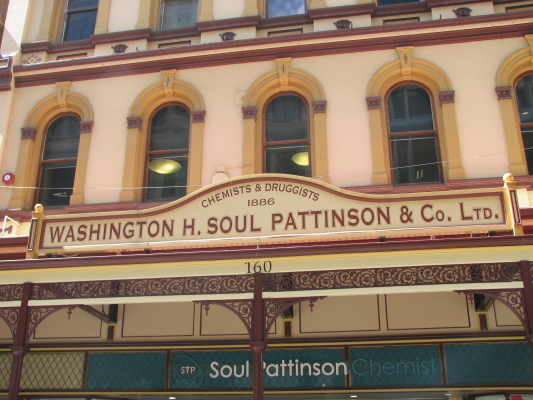 CHEMISTS & DRUGGISTS
1886
WASHINGTON H. SOUL PATTINSON & Co. LTD.
160
STP Soul Pattinson Chemist